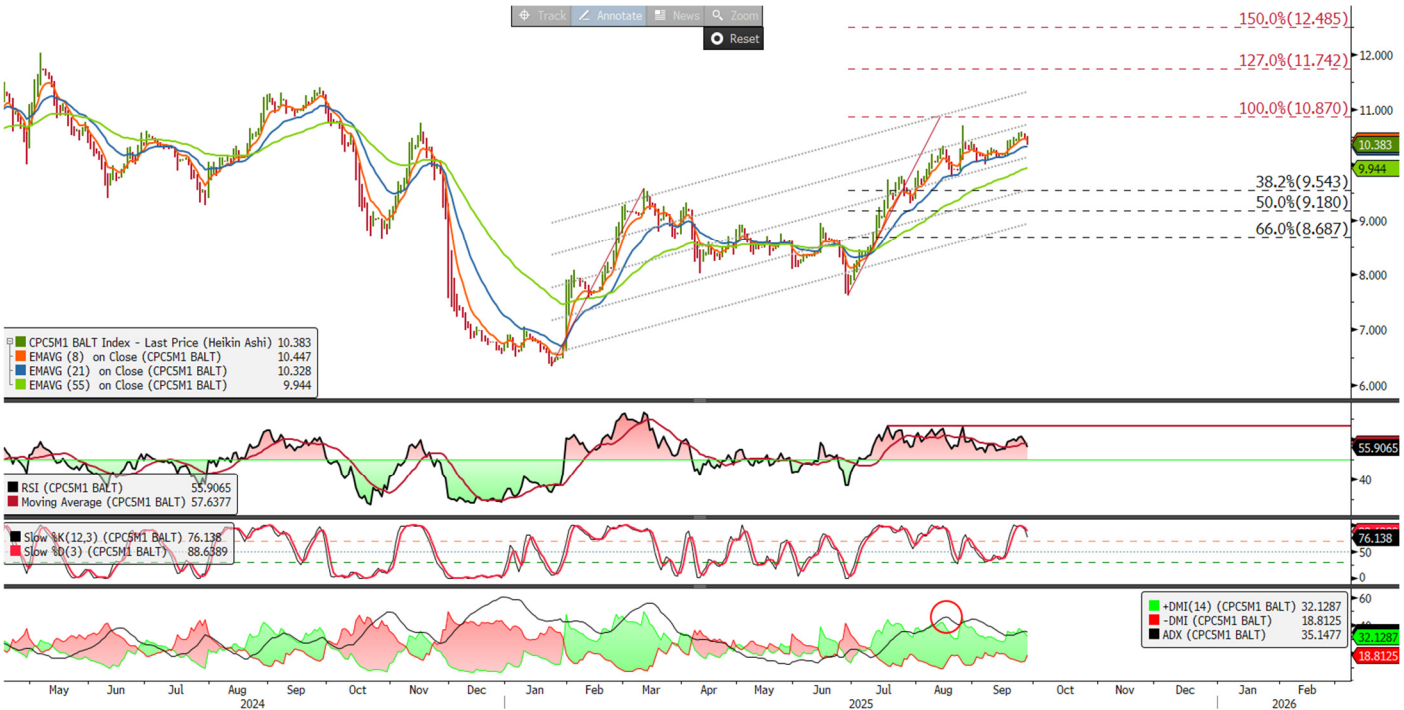 Track Annotate News Zoom
Reset
150.0%(12.485)
12.000
127.0%(11.742)
11.000
100.0%(10.870)
10.383
9.944
38.2%(9.543)
50.0%(9.180)
9.000
66.0%(8.687)
8.000
7.000
6.000
CPC5M1 BALT Index - Last Price (Heikin Ashi) 10.383
EMAVG (8) on Close (CPC5M1 BALT) 10.447
EMAVG (21) on Close (CPC5M1 BALT) 10.328
EMAVG (55) on Close (CPC5M1 BALT) 9.944
55.9065
40
RSI (CPC5M1 BALT) 55.9065
Moving Average (CPC5M1 BALT) 57.6377
Slow %K(12,3) (CPC5M1 BALT) 76.138
Slow %D(3) (CPC5M1 BALT) 88.6389
76.138
50
0
+DMI(14) (CPC5M1 BALT) 32.1287
-DMI (CPC5M1 BALT) 18.8125
ADX (CPC5M1 BALT) 35.1477
60
32.1287
18.8125
May Jun Jul Aug Sep Oct Nov Dec Jan Feb Mar Apr May Jun Jul Aug Sep Oct Nov Dec Jan Feb
2024 2025 2026